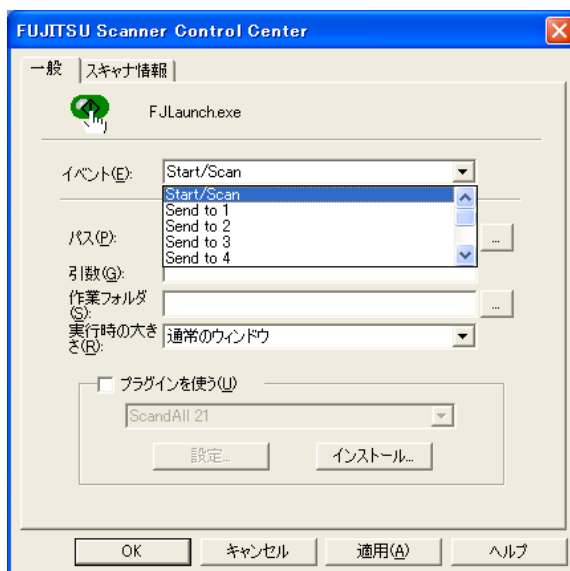 FUJITSU Scanner Control Center
一般 スキャナ情報
FJLaunch.exe
イベント(E): Start/Scan
Start/Scan
Send to 1
Send to 2
Send to 3
Send to 4
パス(P): ...
引数(G):
作業フォルダ
(S): ...
実行時の大き
さ(R): 通常のウィンドウ
プラグインを使う(U)
ScandAll 21
設定... インストール...
OK キャンセル 適用(A) ヘルプ